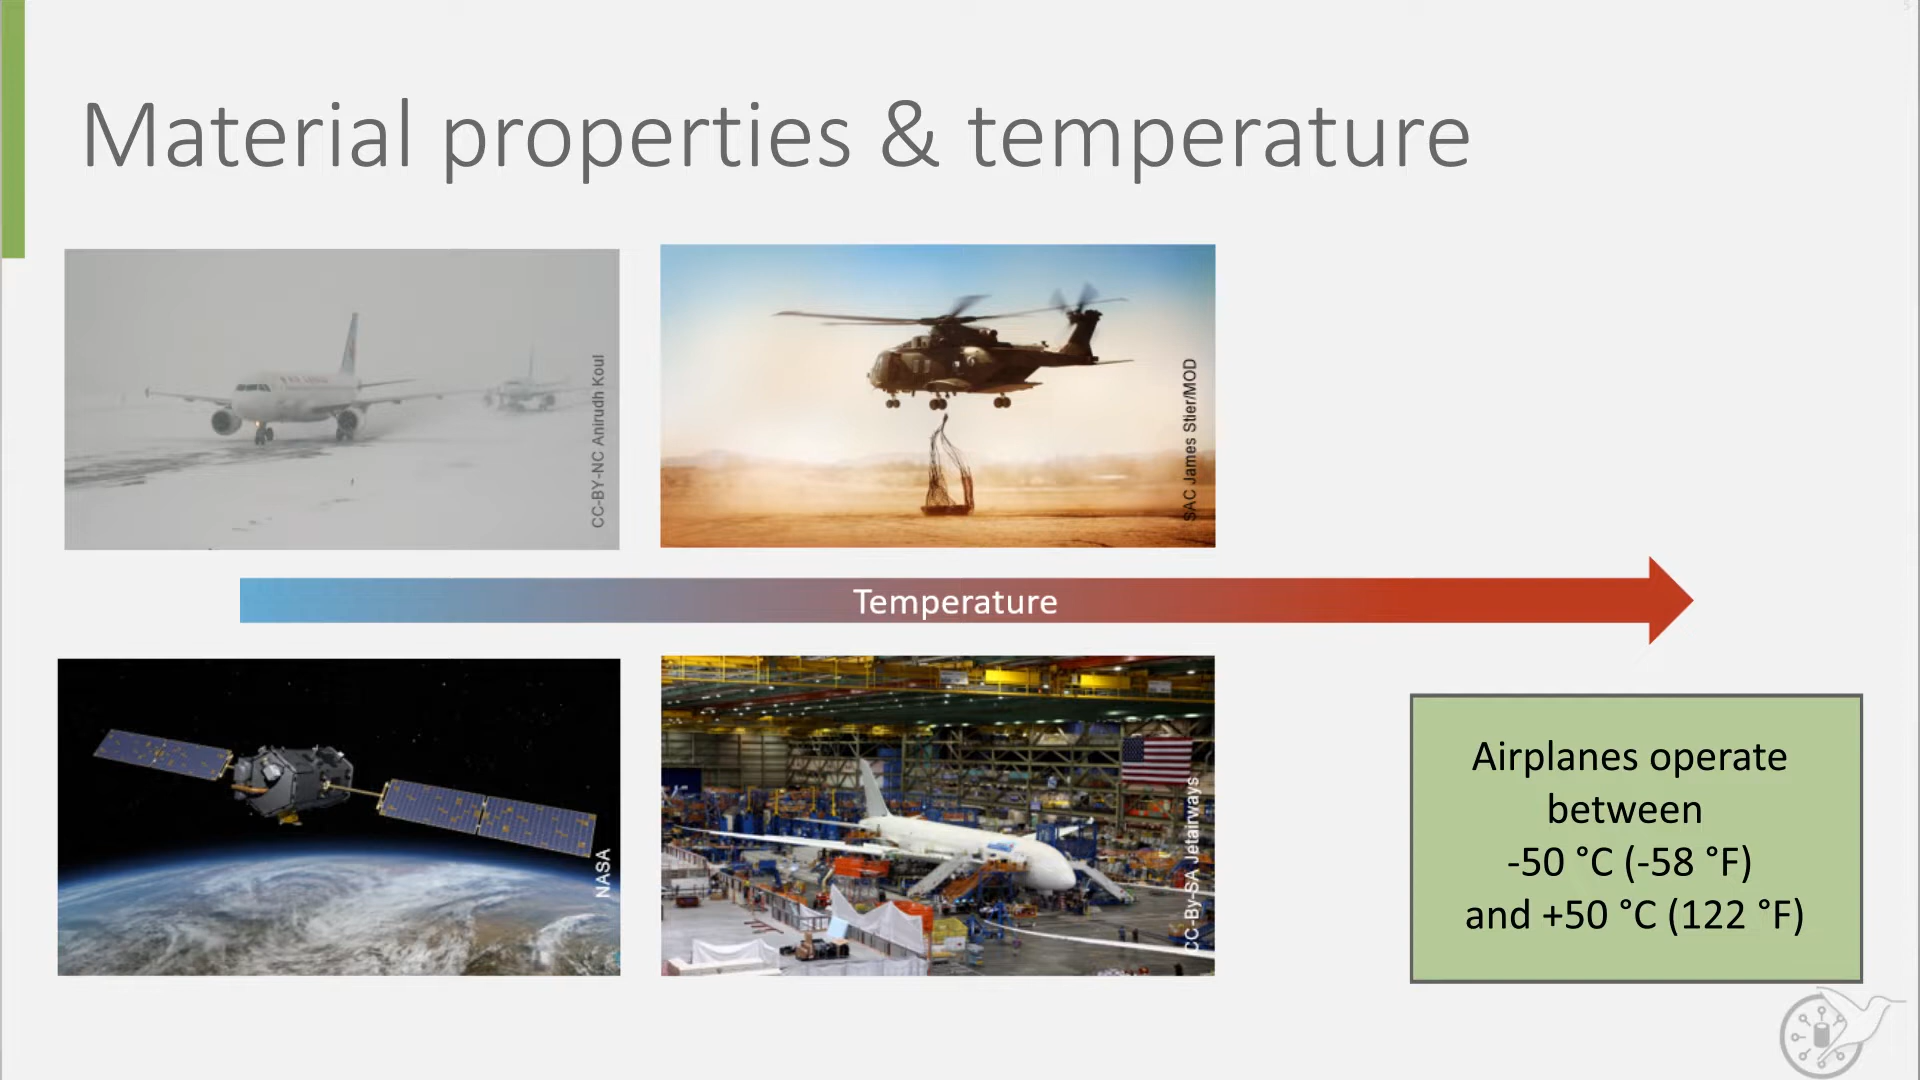 Material properties & temperature
CC-BY-NC Anirudh Koul
SAC James Stier/MOD
Temperature
NASA
CC-By-SA Jetairways
Airplanes operate
between
-50 °C (-58 °F)
and +50 °C (122 °F)
5